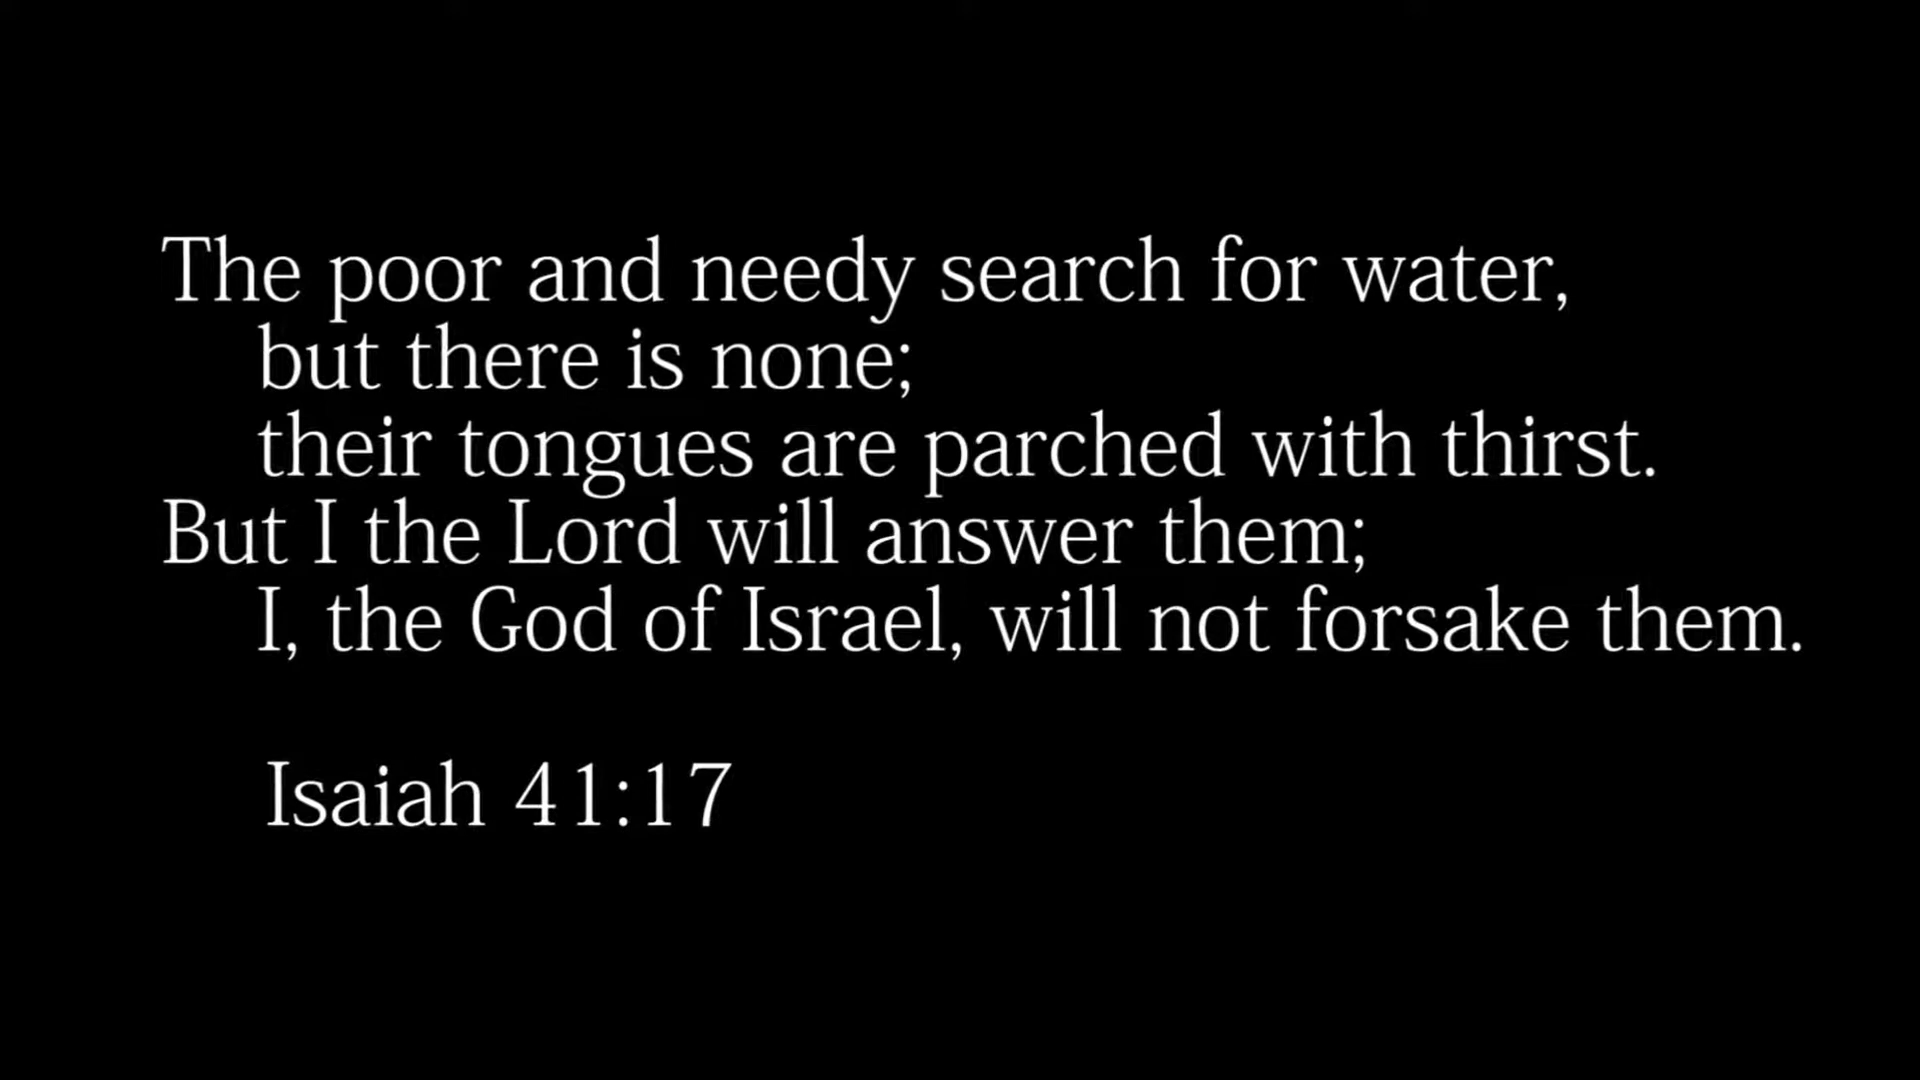 The poor and needy search for water,
but there is none;
their tongues are parched with thirst.
But I the Lord will answer them;
I, the God of Israel, will not forsake them.
Isaiah 41:17